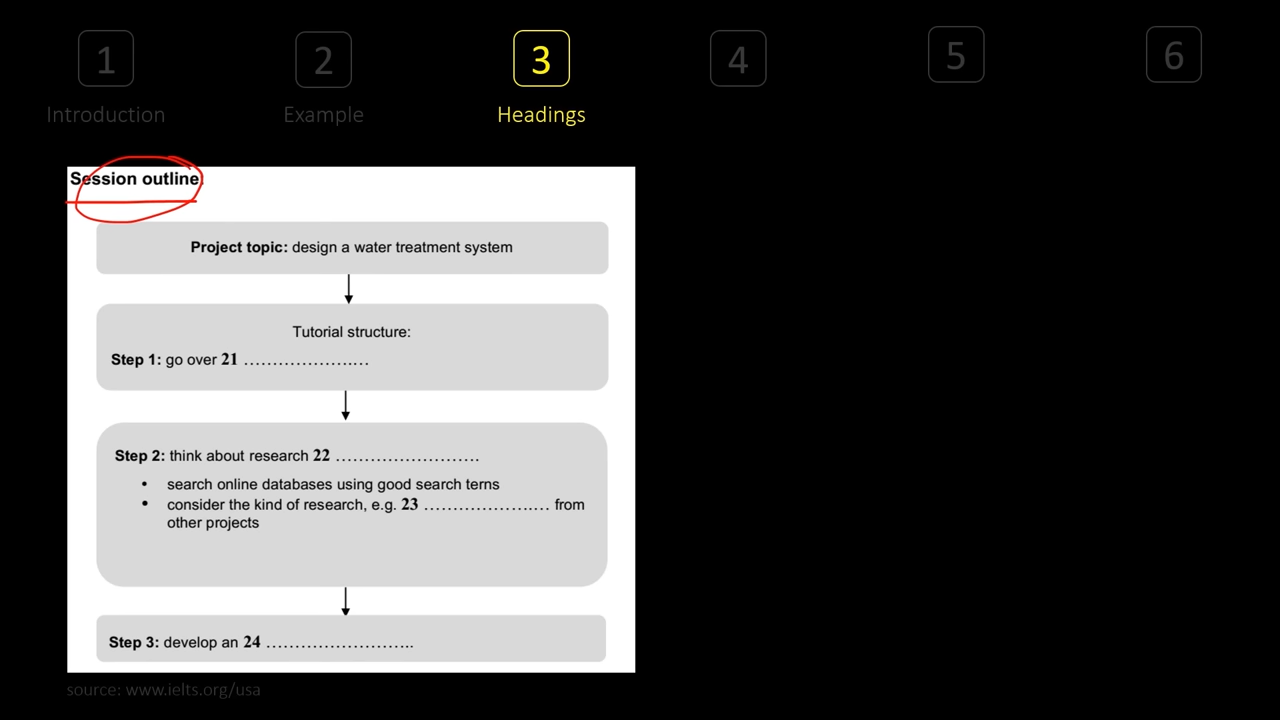 1 2 3 4 5 6
Introduction Example Headings
Session outline
Project topic: design a water treatment system
Tutorial structure:
Step 1: go over 21 ……………….…
Step 2: think about research 22 …………………….
• search online databases using good search terns
• consider the kind of research, e.g. 23 ……………….… from
other projects
Step 3: develop an 24 ……………………..
source: www.ielts.org/usa